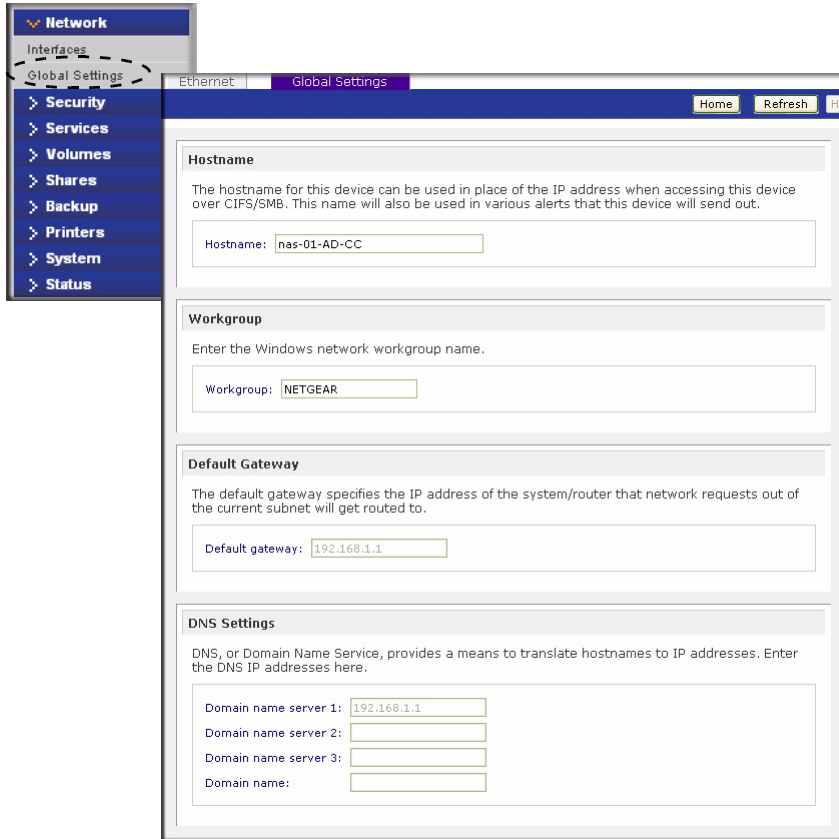 Network
Interfaces
Global Settings
Security
Services
Volumes
Shares
Backup
Printers
System
Status
Ethernet
Global Settings
Home
Refresh
H
Hostname
The hostname for this device can be used in place of the IP address when accessing this device
over CIFS/SMB. This name will also be used in various alerts that this device will send out.
Hostname: nas-01-AD-CC
Workgroup
Enter the Windows network workgroup name.
Workgroup: NETGEAR
Default Gateway
The default gateway specifies the IP address of the system/router that network requests out of
the current subnet will get routed to.
Default gateway: 192.168.1.1
DNS Settings
DNS, or Domain Name Service, provides a means to translate hostnames to IP addresses. Enter
the DNS IP addresses here.
Domain name server 1: 192.168.1.1
Domain name server 2:
Domain name server 3:
Domain name: